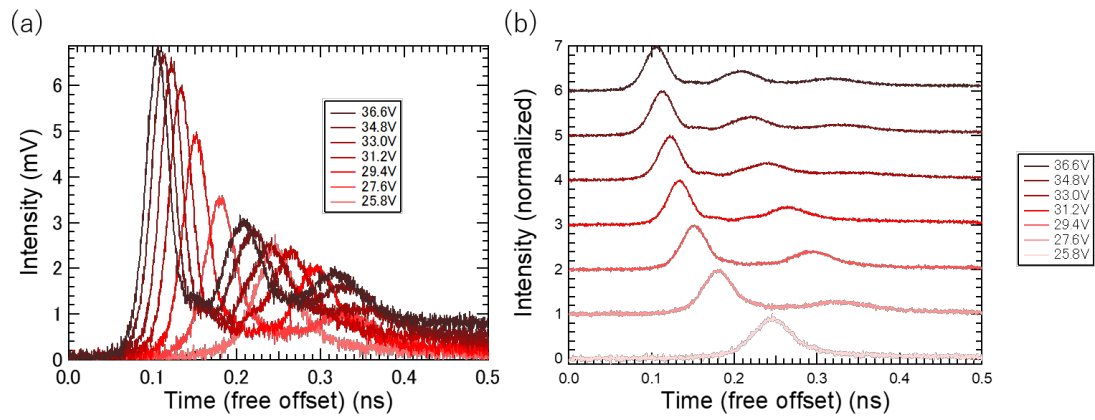 (a)
Intensity (mV)
6
5
4
3
2
1
0
0.0 0.1 0.2 0.3 0.4 0.5
Time (free offset) (ns)
36.6V
34.8V
33.0V
31.2V
29.4V
27.6V
25.8V
(b)
Intensity (normalized)
7
6
5
4
3
2
1
0
0.0 0.1 0.2 0.3 0.4 0.5
Time (free offset) (ns)
36.6V
34.8V
33.0V
31.2V
29.4V
27.6V
25.8V